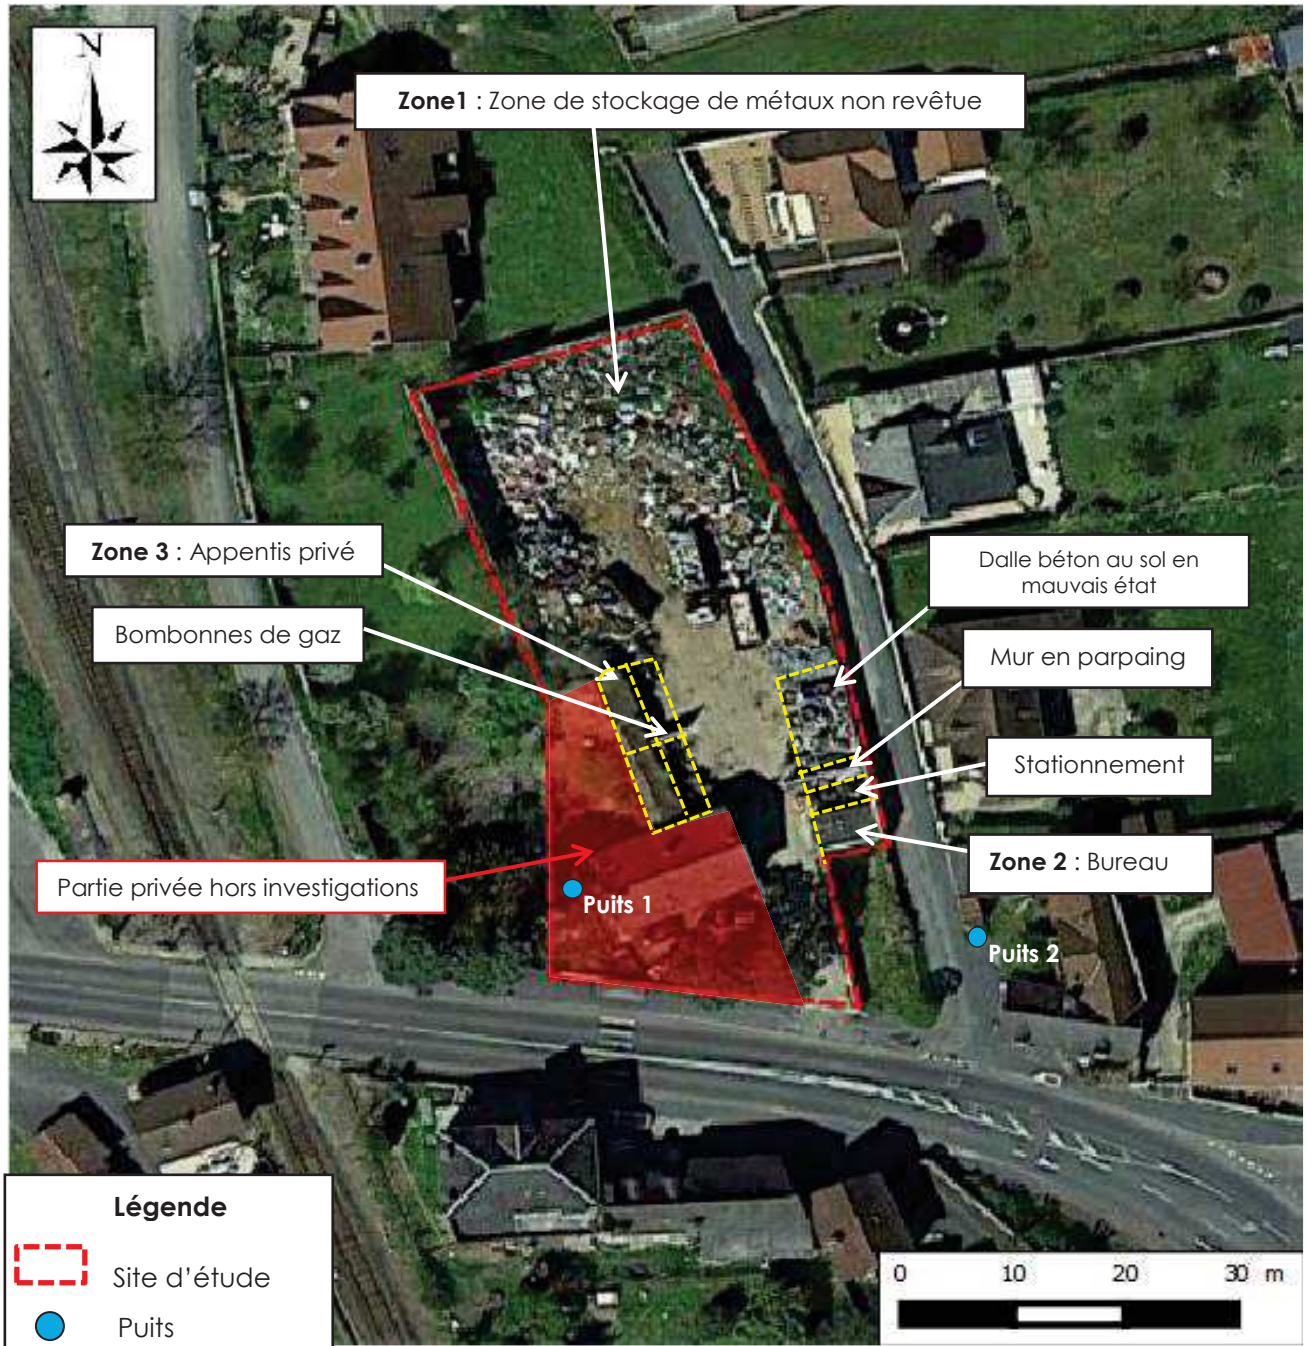 N
Zone1 : Zone de stockage de métaux non revêtue
Zone 3 : Appentis privé
Bombonnes de gaz
Dalle béton au sol en
mauvais état
Mur en parpaing
Stationnement
Zone 2 : Bureau
Partie privée hors investigations
Puits 1
Puits 2
Légende
Site d'étude
Puits
0 10 20 30 m